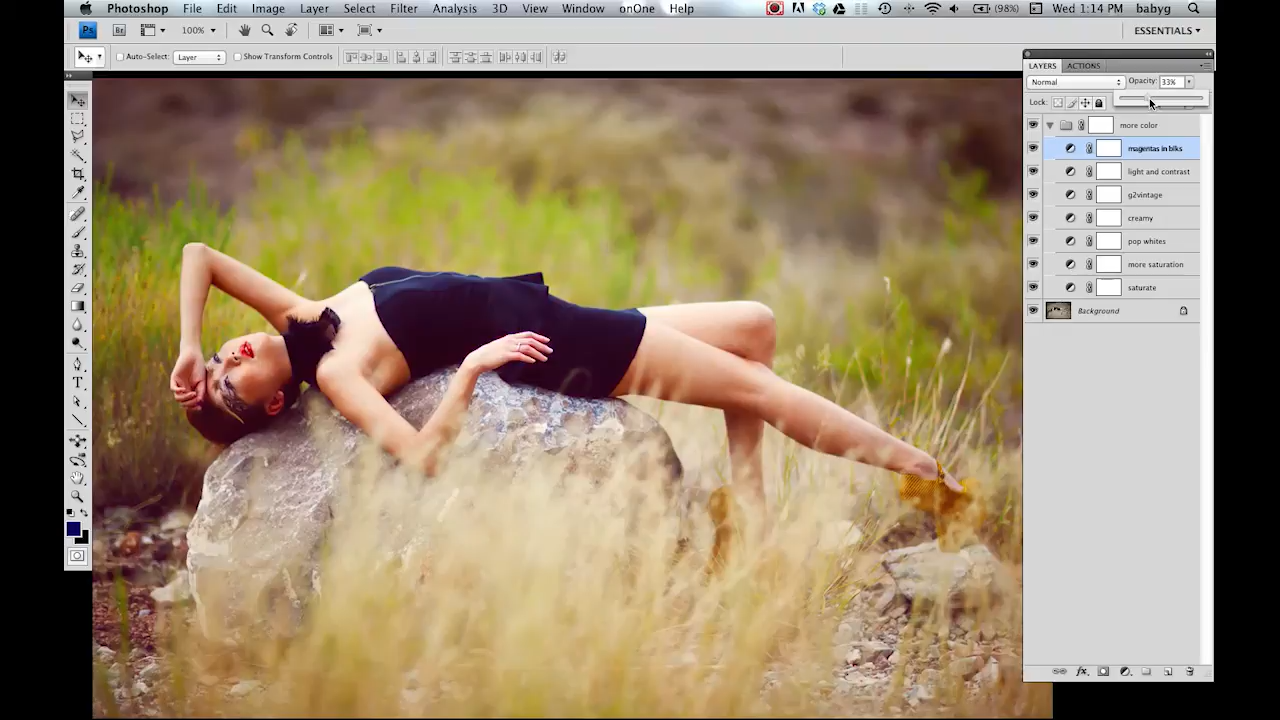 Photoshop File Edit Image Layer Select Filter Analysis 3D View Window onOne Help (98%) Wed 1:14 PM babyg
Ps Br 100% ESSENTIALS
Auto-Select: Layer Show Transform Controls
LAYERS ACTIONS
Normal Opacity: 33%
Lock:
more color
magentas in blks
light and contrast
g2vintage
creamy
pop whites
more saturation
saturate
Background